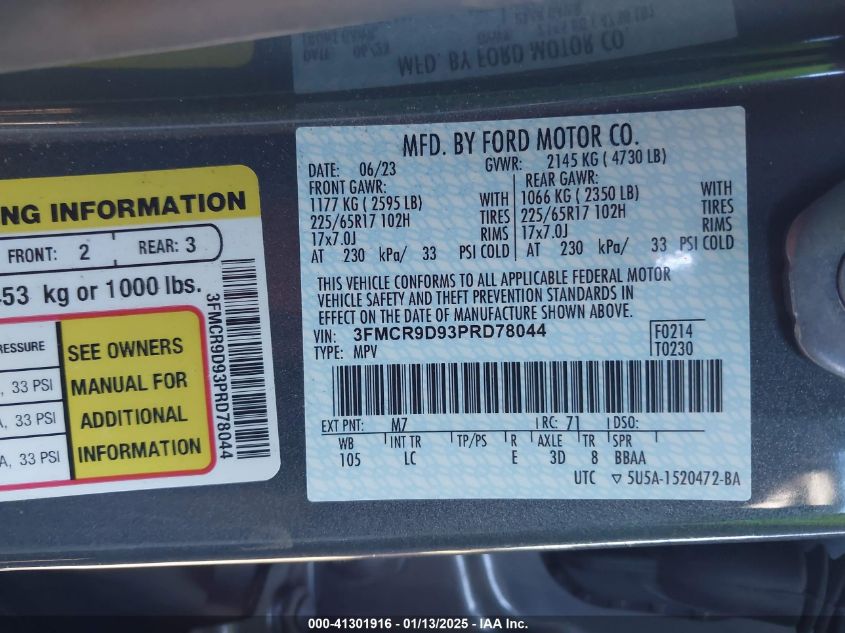 MFD. BY FORD MOTOR CO.
DATE: 06/23 GVWR: 2145 KG ( 4730 LB)
FRONT GAWR: REAR GAWR:
1177 KG ( 2595 LB) WITH 1066 KG ( 2350 LB) WITH
225/65R17 102H TIRES 225/65R17 102H TIRES
17x7.0J RIMS 17x7.0J RIMS
AT 230 kPa/ 33 PSI COLD AT 230 kPa/ 33 PSI COLD
THIS VEHICLE CONFORMS TO ALL APPLICABLE FEDERAL MOTOR
VEHICLE SAFETY AND THEFT PREVENTION STANDARDS IN
EFFECT ON THE DATE OF MANUFACTURE SHOWN ABOVE.
VIN: 3FMCR9D93PRD78044 F0214
TYPE: MPV T0230
EXT PNT: M7 RC: 71 DSO:
WB INT TR TP/PS R AXLE TR SPR
105 LC E 3D 8 BBAA
UTC ▽ 5U5A-1520472-BA
NG INFORMATION
FRONT: 2 REAR: 3
53 kg or 1000 lbs.
3FMCR9D93PRD78044
RESSURE
, 33 PSI
A, 33 PSI
A, 33 PSI
SEE OWNERS
MANUAL FOR
ADDITIONAL
INFORMATION
000-41301916 - 01/13/2025 - IAA Inc.